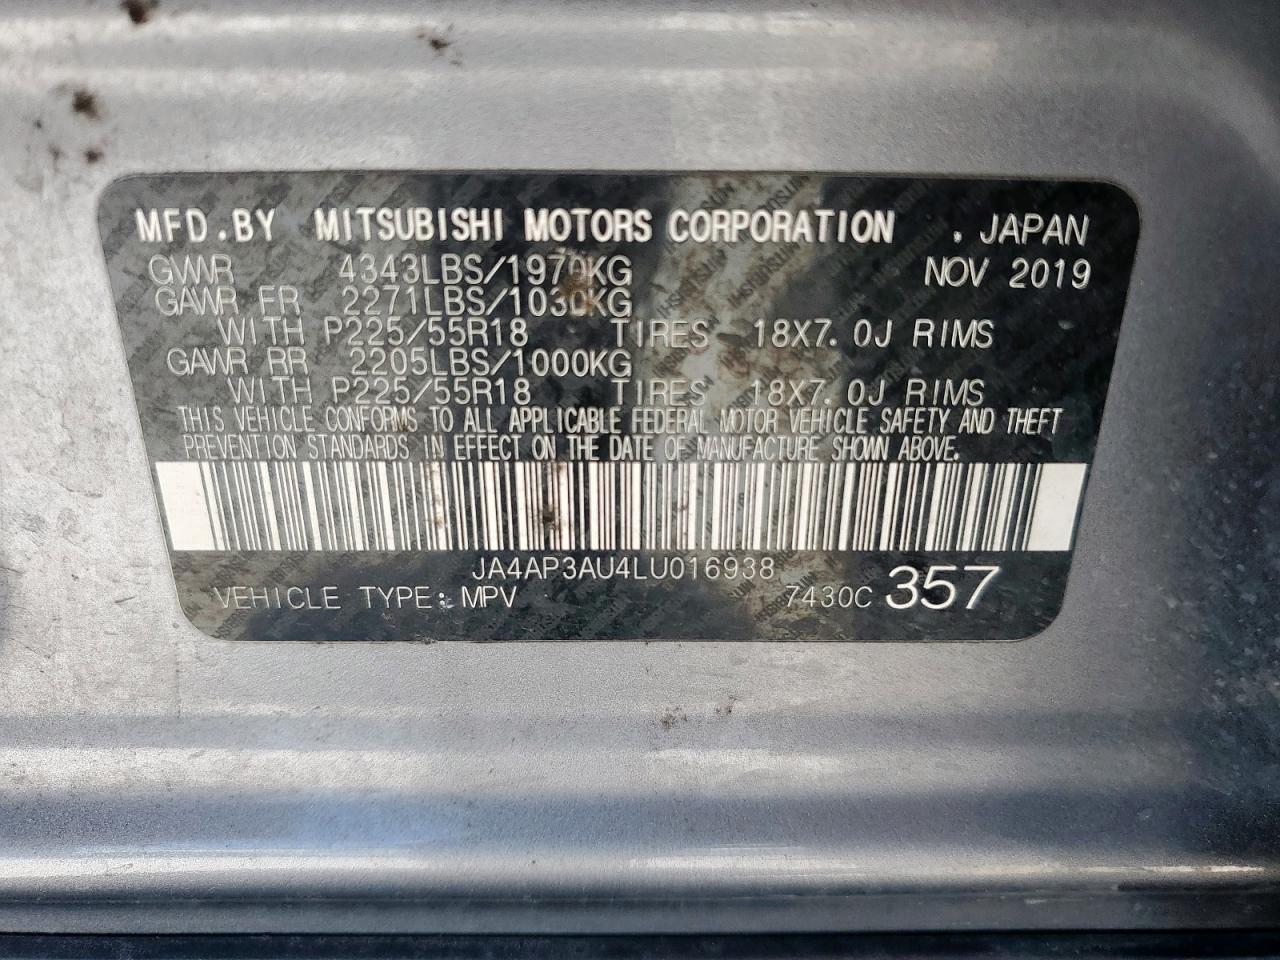 MFD.BY MITSUBISHI MOTORS CORPORATION , JAPAN
GVWR 4343LBS/1970KG NOV 2019
GAWR FR 2271LBS/1030KG
WITH P225/55R18 TIRES 18X7.0J RIMS
GAWR RR 2205LBS/1000KG
WITH P225/55R18 TIRES 18X7.0J RIMS
THIS VEHICLE CONFORMS TO ALL APPLICABLE FEDERAL MOTOR VEHICLE SAFETY AND THEFT
PREVENTION STANDARDS IN EFFECT ON THE DATE OF MANUFACTURE SHOWN ABOVE.
JA4AP3AU4LU016938
VEHICLE TYPE: MPV 7430C 357